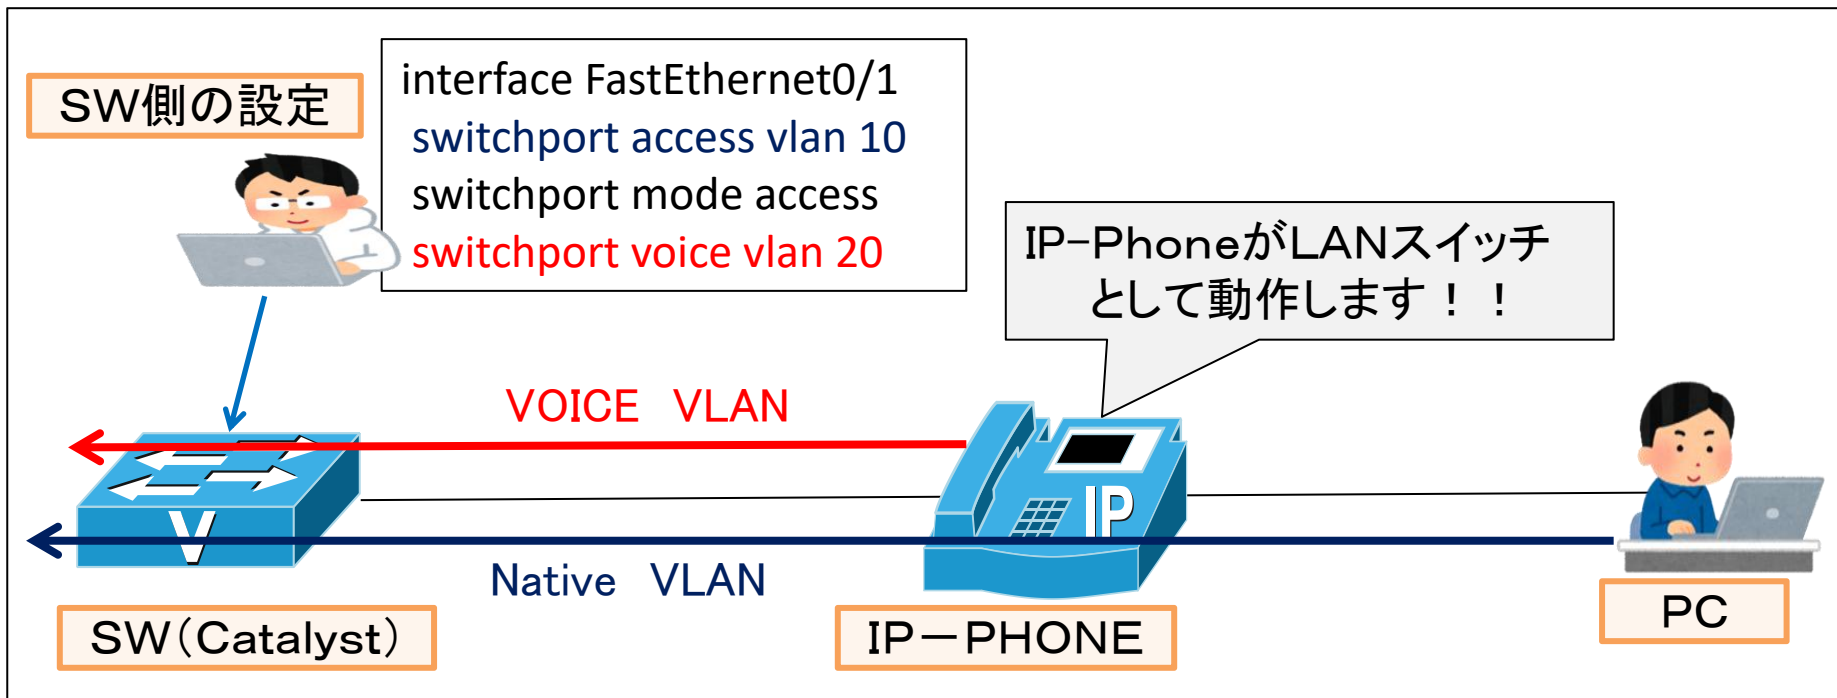 SW側の設定
interface FastEthernet0/1
switchport access vlan 10
switchport mode access
switchport voice vlan 20
IP-PhoneがLANスイッチ
として動作します！！
VOICE　VLAN
V
IP
Native　VLAN
SW（Catalyst）
IP－PHONE
PC